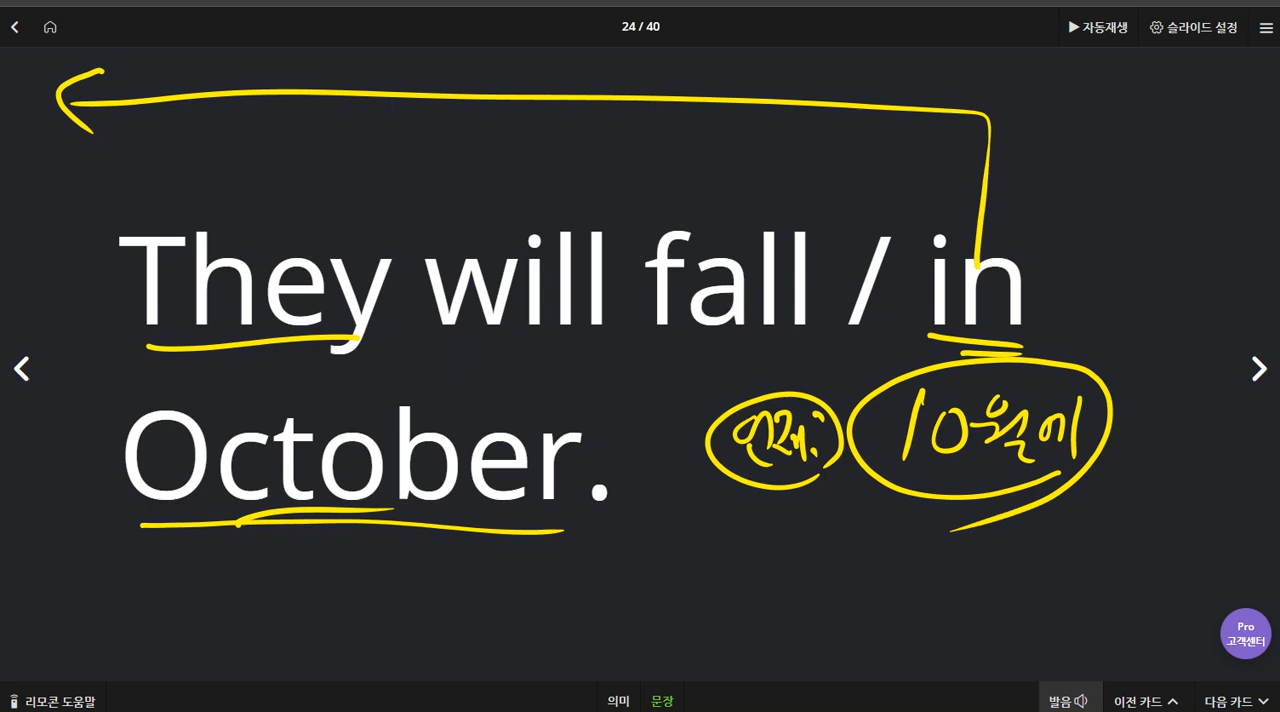 24 / 40
자동재생
슬라이드 설정
They will fall / in
October.
언제:
10월에
Pro
고객센터
리모콘 도움말
의미
문장
발음
이전 카드
다음 카드